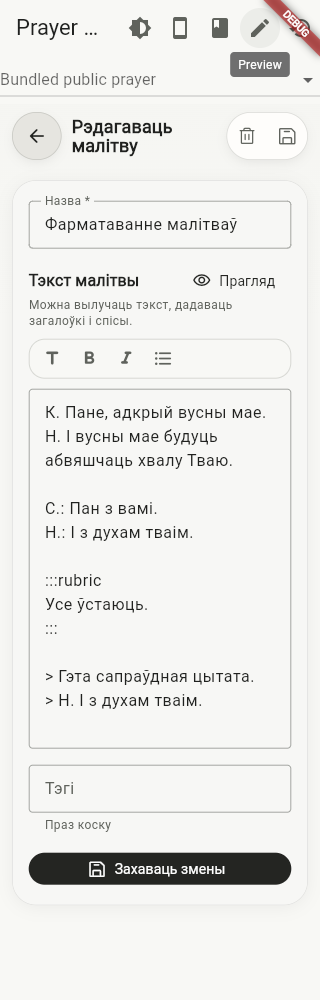 Prayer ...
DEBUG
Preview
Bundled public prayer
Рэдагаваць
малітву
Назва *
Фарматаванне малітваў
Тэкст малітвы
Прагляд
Можна вылучаць тэкст, дадаваць
загалоўкі і спісы.
T B I
К. Пане, адкрый вусны мае.
Н. І вусны мае будуць
абвяшчаць хвалу Тваю.
С.: Пан з вамі.
Н.: І з духам тваім.
:::rubric
Усе ўстаюць.
:::
> Гэта сапраўдная цытата.
> Н. І з духам тваім.
Тэгі
Праз коску
Захаваць змены